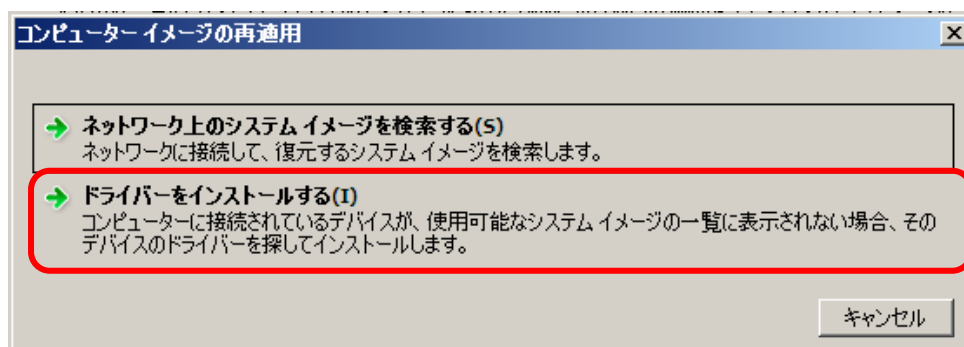 コンピューター イメージの再適用
ネットワーク上のシステム イメージを検索する(S)
ネットワークに接続して、復元するシステム イメージを検索します。
ドライバーをインストールする(I)
コンピューターに接続されているデバイスが、使用可能なシステム イメージの一覧に表示されない場合、その
デバイスのドライバーを探してインストールします。
キャンセル